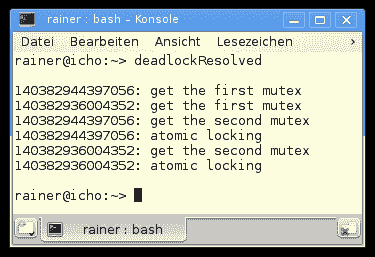 rainer : bash – Konsole
Datei Bearbeiten Ansicht Lesezeichen ›
rainer@icho:~> deadlockResolved
140382944397056: get the first mutex
140382936004352: get the first mutex
140382944397056: get the second mutex
140382944397056: atomic locking
140382936004352: get the second mutex
140382936004352: atomic locking
rainer@icho:~>
rainer : bash